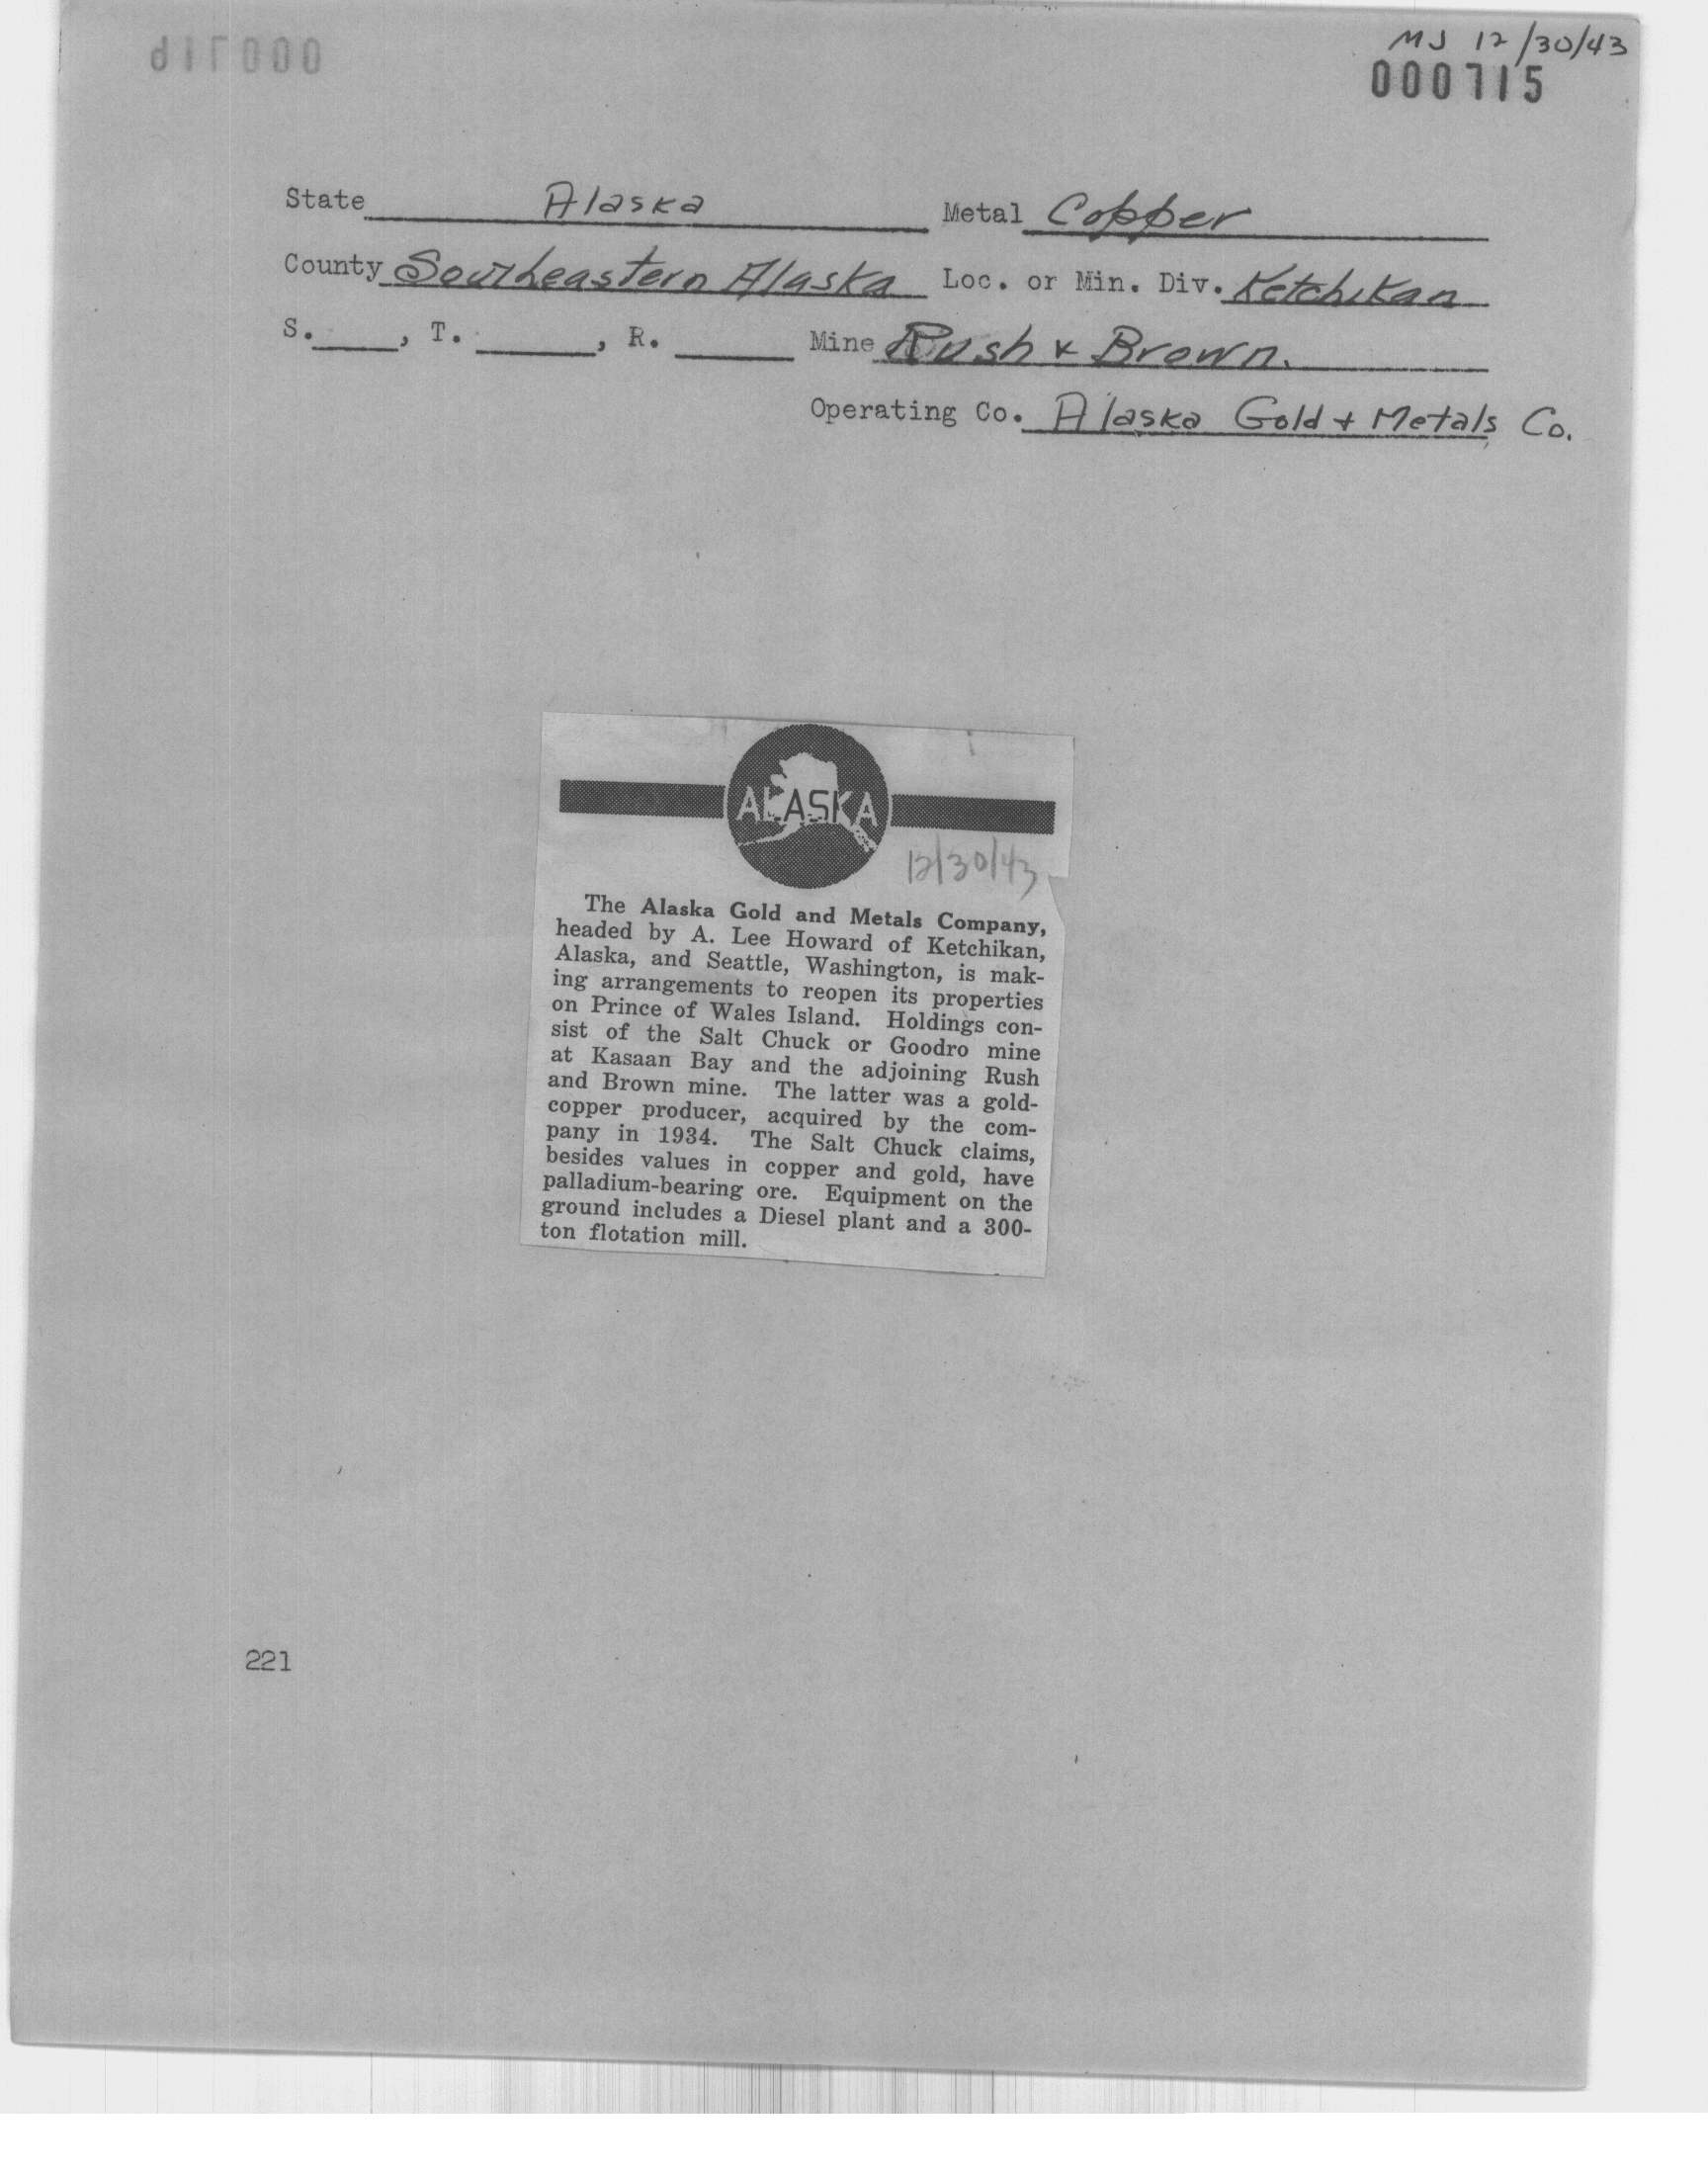 MJ 12/30/43
000715
State Alaska Metal Copper
County Southeastern Alaska Loc. or Min. Div. Ketchikan
S. , T. , R. Mine Rush & Brown.
Operating Co. Alaska Gold + Metals Co.
ALASKA
12/30/43
The Alaska Gold and Metals Company,
headed by A. Lee Howard of Ketchikan,
Alaska, and Seattle, Washington, is mak-
ing arrangements to reopen its properties
on Prince of Wales Island. Holdings con-
sist of the Salt Chuck or Goodro mine
at Kasaan Bay and the adjoining Rush
and Brown mine. The latter was a gold-
copper producer, acquired by the com-
pany in 1934. The Salt Chuck claims,
besides values in copper and gold, have
palladium-bearing ore. Equipment on the
ground includes a Diesel plant and a 300-
ton flotation mill.
221